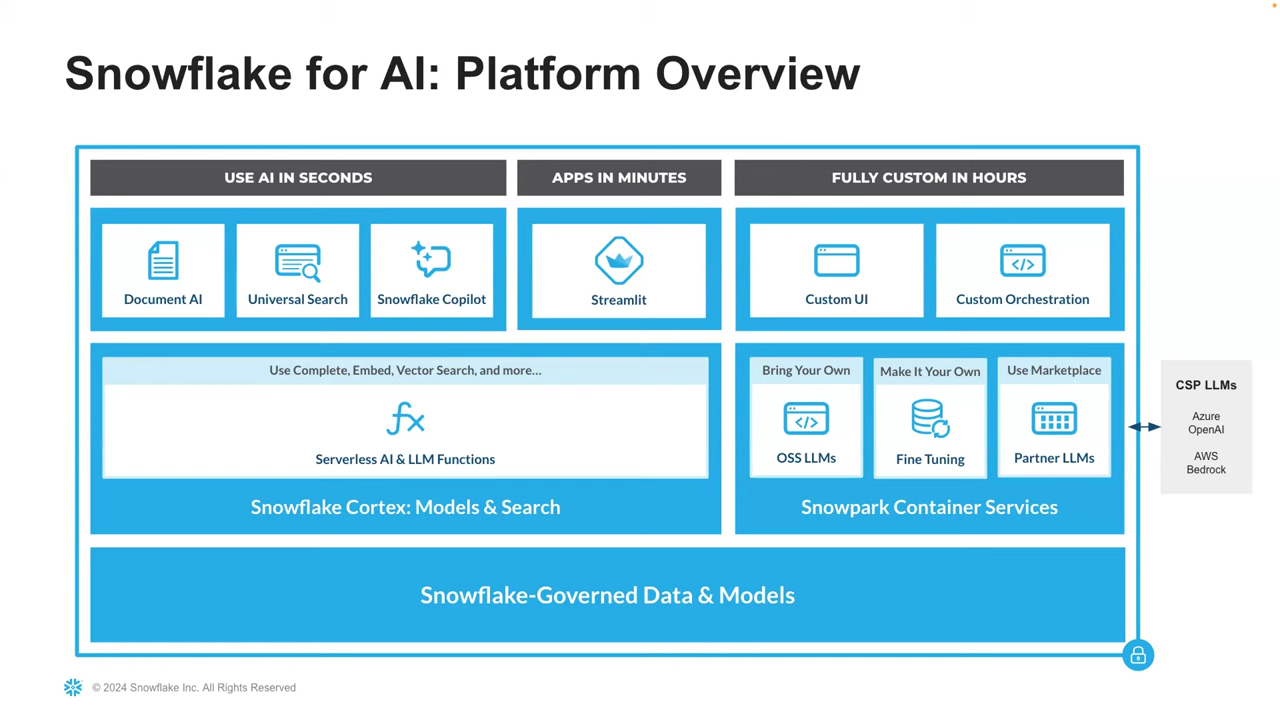 Snowflake for AI: Platform Overview
USE AI IN SECONDS
APPS IN MINUTES
FULLY CUSTOM IN HOURS
Document AI
Universal Search
Snowflake Copilot
Streamlit
Custom UI
Custom Orchestration
Use Complete, Embed, Vector Search, and more...
Serverless AI & LLM Functions
Snowflake Cortex: Models & Search
Bring Your Own
OSS LLMs
Make It Your Own
Fine Tuning
Use Marketplace
Partner LLMs
Snowpark Container Services
CSP LLMs
Azure
OpenAI
AWS
Bedrock
Snowflake-Governed Data & Models
© 2024 Snowflake Inc. All Rights Reserved